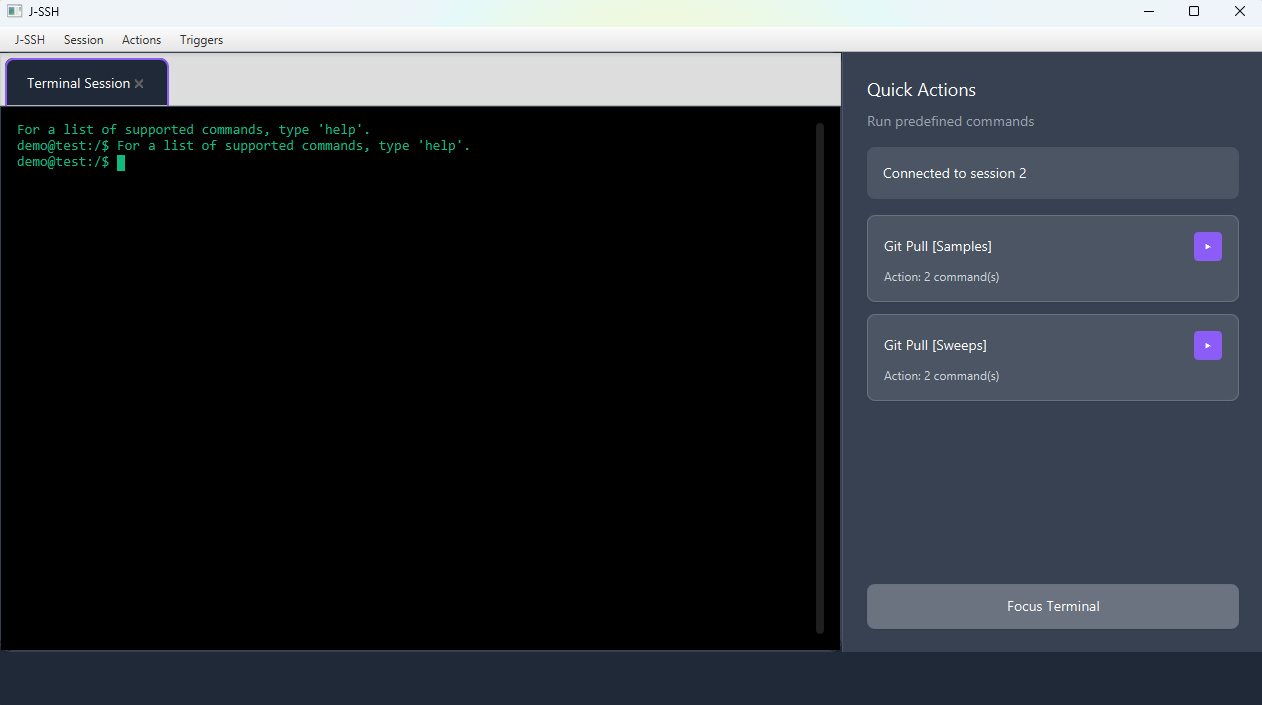 J-SSH
J-SSH Session Actions Triggers
Terminal Session
For a list of supported commands, type 'help'.
demo@test:/$ For a list of supported commands, type 'help'.
demo@test:/$
Quick Actions
Run predefined commands
Connected to session 2
Git Pull [Samples]
Action: 2 command(s)
Git Pull [Sweeps]
Action: 2 command(s)
Focus Terminal